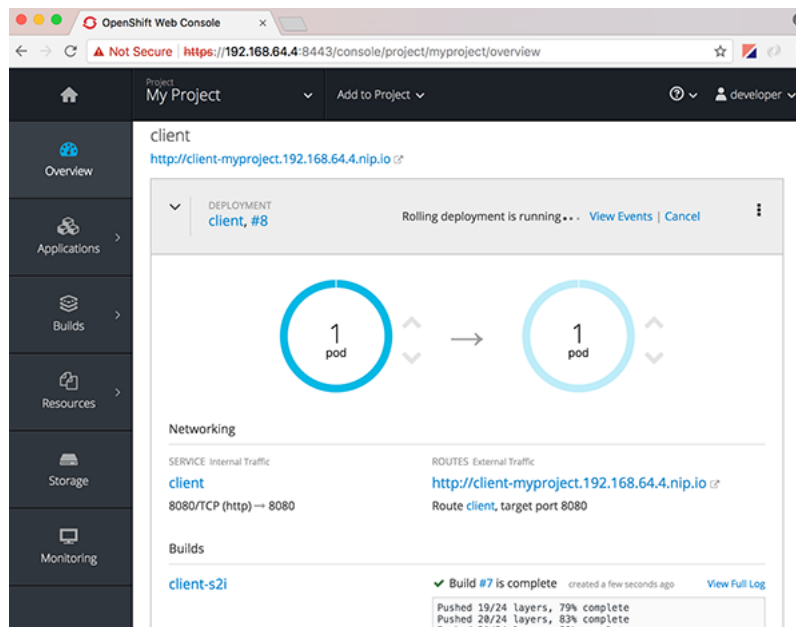 OpenShift Web Console
Not Secure https://192.168.64.4:8443/console/project/myproject/overview
Project
My Project
Add to Project
developer
Overview
Applications
Builds
Resources
Storage
Monitoring
client
http://client-myproject.192.168.64.4.nip.io
DEPLOYMENT
client, #8
Rolling deployment is running... View Events | Cancel
1
pod
→
1
pod
Networking
SERVICE Internal Traffic
client
8080/TCP (http) → 8080
ROUTES External Traffic
http://client-myproject.192.168.64.4.nip.io
Route client, target port 8080
Builds
client-s2i
Build #7 is complete created a few seconds ago View Full Log
Pushed 19/24 layers, 79% complete
Pushed 20/24 layers, 83% complete